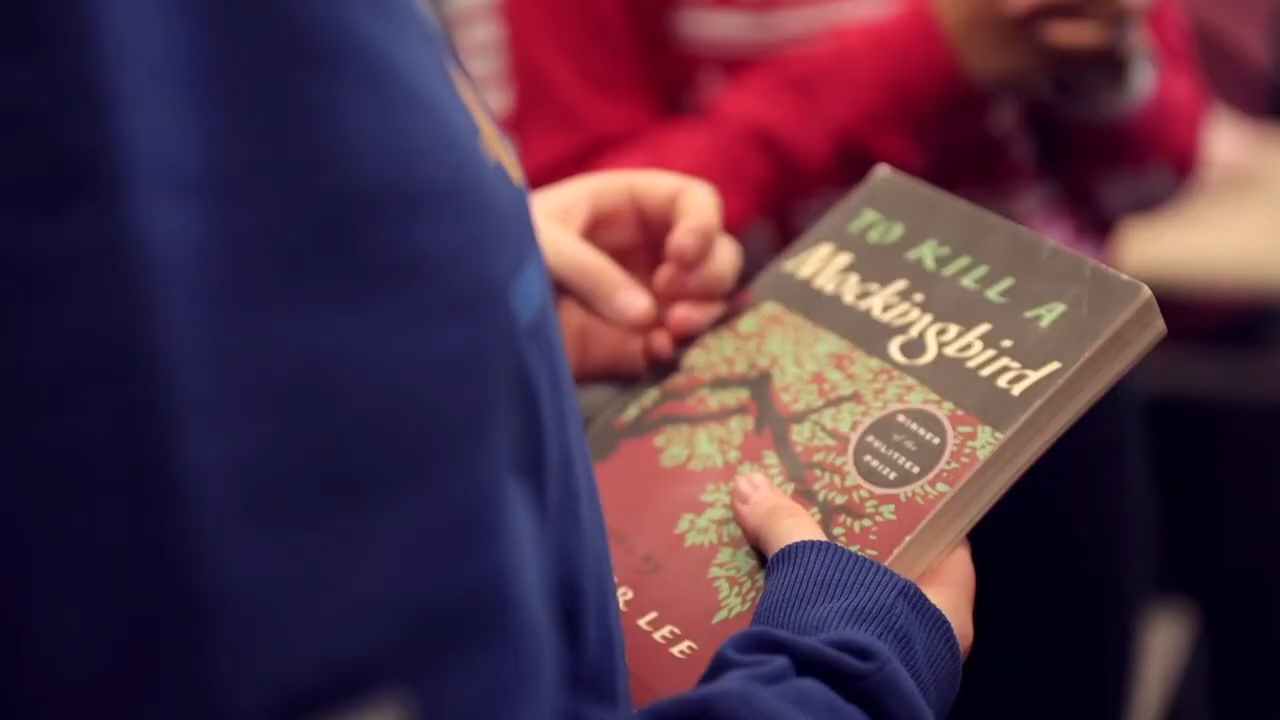 TO KILL A
Mockingbird
WINNER
of the
PULITZER
PRIZE
R LEE